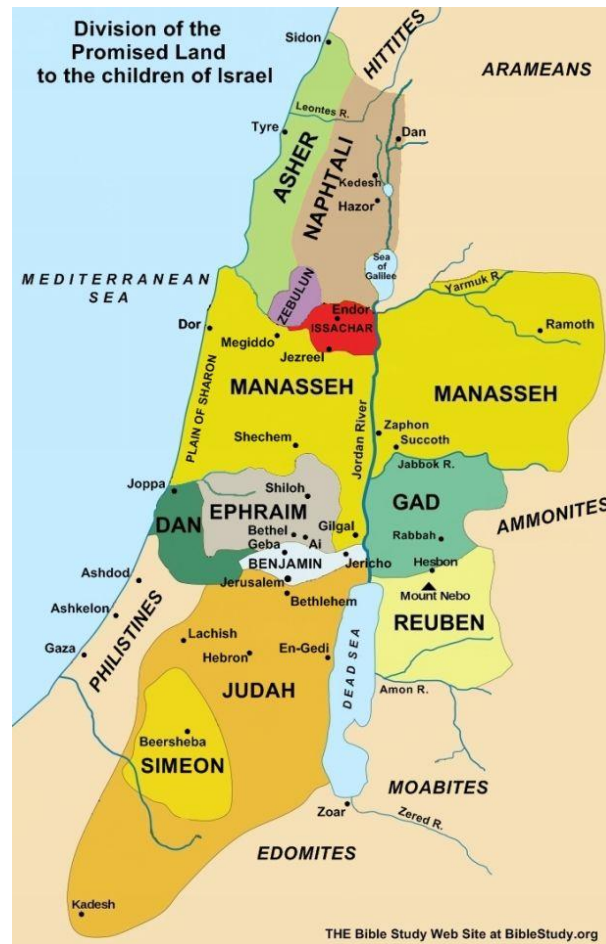 Division of the
Promised Land
to the children of Israel
Sidon
HITTITES
ARAMEANS
Leontes R.
Tyre
Dan
ASHER
NAPHTALI
Kedesh
Hazor
Sea
of
Galilee
MEDITERRANEAN
SEA
ZEBULUN
Yarmuk R.
Endor
ISSACHAR
Dor
Megiddo
Ramoth
Jezreel
MANASSEH
MANASSEH
PLAIN OF SHARON
Jordan River
Zaphon
Succoth
Shechem
Jabbok R.
Joppa
Shiloh
GAD
DAN
EPHRAIM
AMMONITES
Bethel
Gilgal
Rabbah
Geba
Ai
BENJAMIN
Jericho
Hesbon
Ashdod
Jerusalem
Mount Nebo
Bethlehem
Ashkelon
REUBEN
PHILISTINES
Lachish
Gaza
Hebron
En-Gedi
DEAD SEA
JUDAH
Amon R.
Beersheba
SIMEON
MOABITES
Zoar
Zered R.
EDOMITES
Kadesh
THE Bible Study Web Site at BibleStudy.org